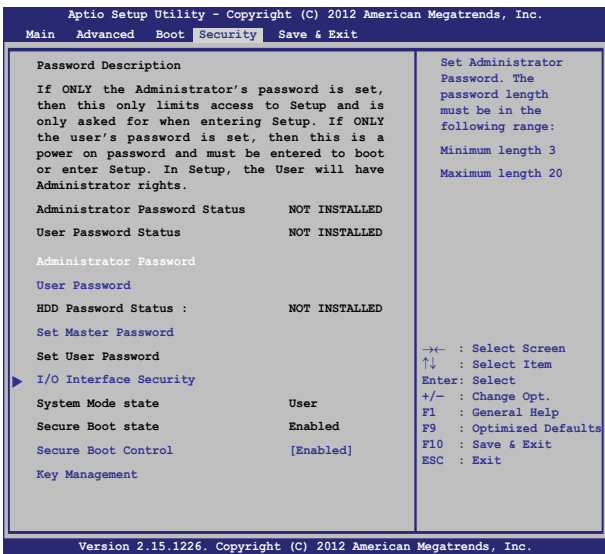 Aptio Setup Utility - Copyright (C) 2012 American Megatrends, Inc.
Main Advanced Boot Security Save & Exit
Password Description
If ONLY the Administrator's password is set,
then this only limits access to Setup and is
only asked for when entering Setup. If ONLY
the user's password is set, then this is a
power on password and must be entered to boot
or enter Setup. In Setup, the User will have
Administrator rights.
Administrator Password Status NOT INSTALLED
User Password Status NOT INSTALLED
Administrator Password
User Password
HDD Password Status : NOT INSTALLED
Set Master Password
Set User Password
I/O Interface Security
System Mode state User
Secure Boot state Enabled
Secure Boot Control [Enabled]
Key Management
Set Administrator
Password. The
password length
must be in the
following range:
Minimum length 3
Maximum length 20
→← : Select Screen
↑↓ : Select Item
Enter: Select
+/— : Change Opt.
F1 : General Help
F9 : Optimized Defaults
F10 : Save & Exit
ESC : Exit
Version 2.15.1226. Copyright (C) 2012 American Megatrends, Inc.